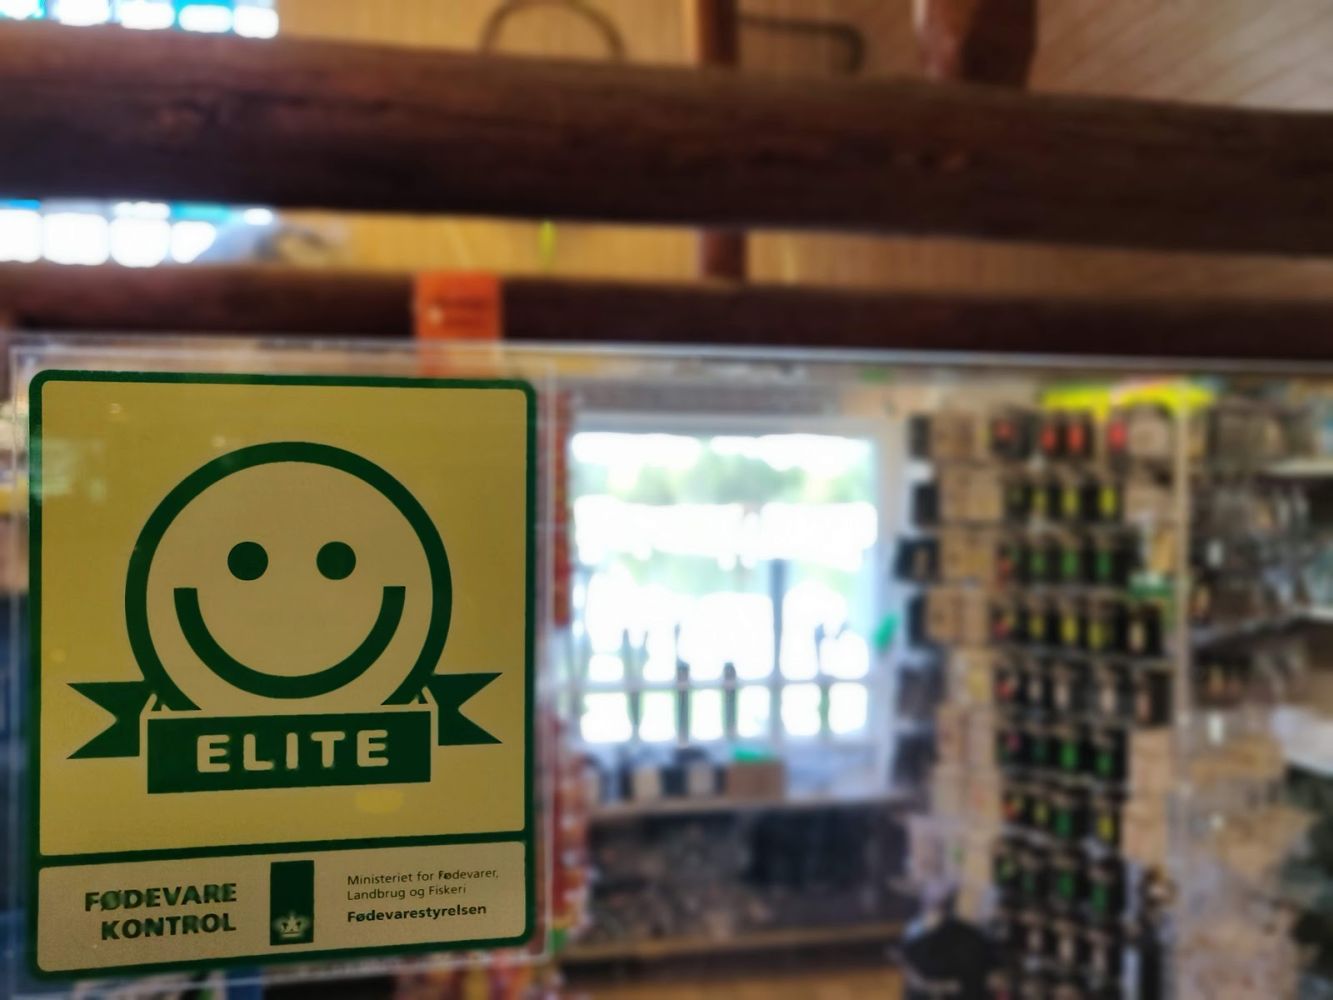 ELITE
FØDEVARE
KONTROL
Ministeriet for Fødevarer,
Landbrug og Fiskeri
Fødevarestyrelsen